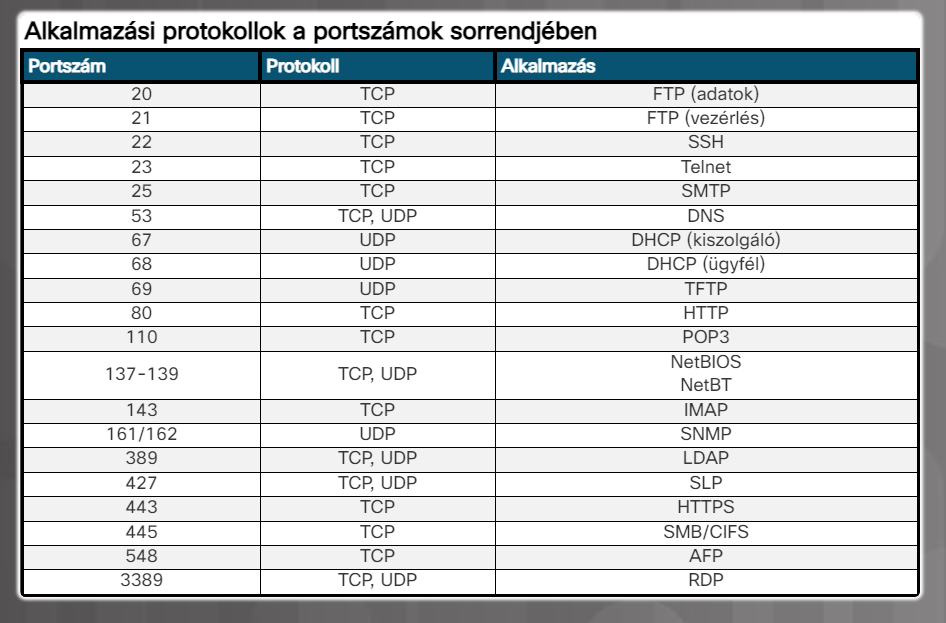 Alkalmazási protokollok a portszámok sorrendjében
Portszám Protokoll Alkalmazás
20 TCP FTP (adatok)
21 TCP FTP (vezérlés)
22 TCP SSH
23 TCP Telnet
25 TCP SMTP
53 TCP, UDP DNS
67 UDP DHCP (kiszolgáló)
68 UDP DHCP (ügyfél)
69 UDP TFTP
80 TCP HTTP
110 TCP POP3
137-139 TCP, UDP NetBIOS
NetBT
143 TCP IMAP
161/162 UDP SNMP
389 TCP, UDP LDAP
427 TCP, UDP SLP
443 TCP HTTPS
445 TCP SMB/CIFS
548 TCP AFP
3389 TCP, UDP RDP